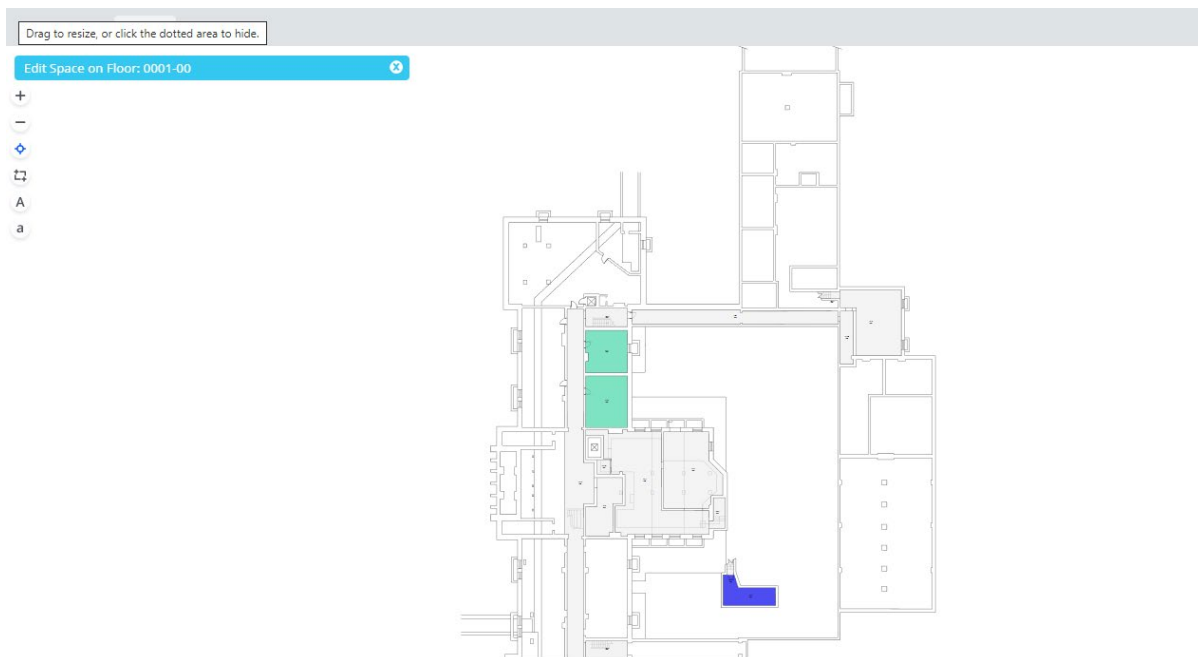 Drag to resize, or click the dotted area to hide.
Edit Space on Floor: 0001-00
A
a